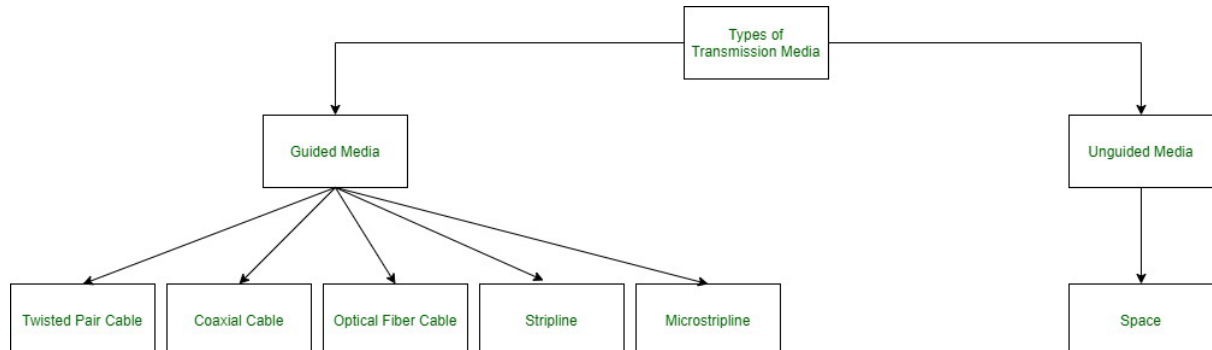 Types of
Transmission Media
Guided Media
Unguided Media
Twisted Pair Cable
Coaxial Cable
Optical Fiber Cable
Stripline
Microstripline
Space